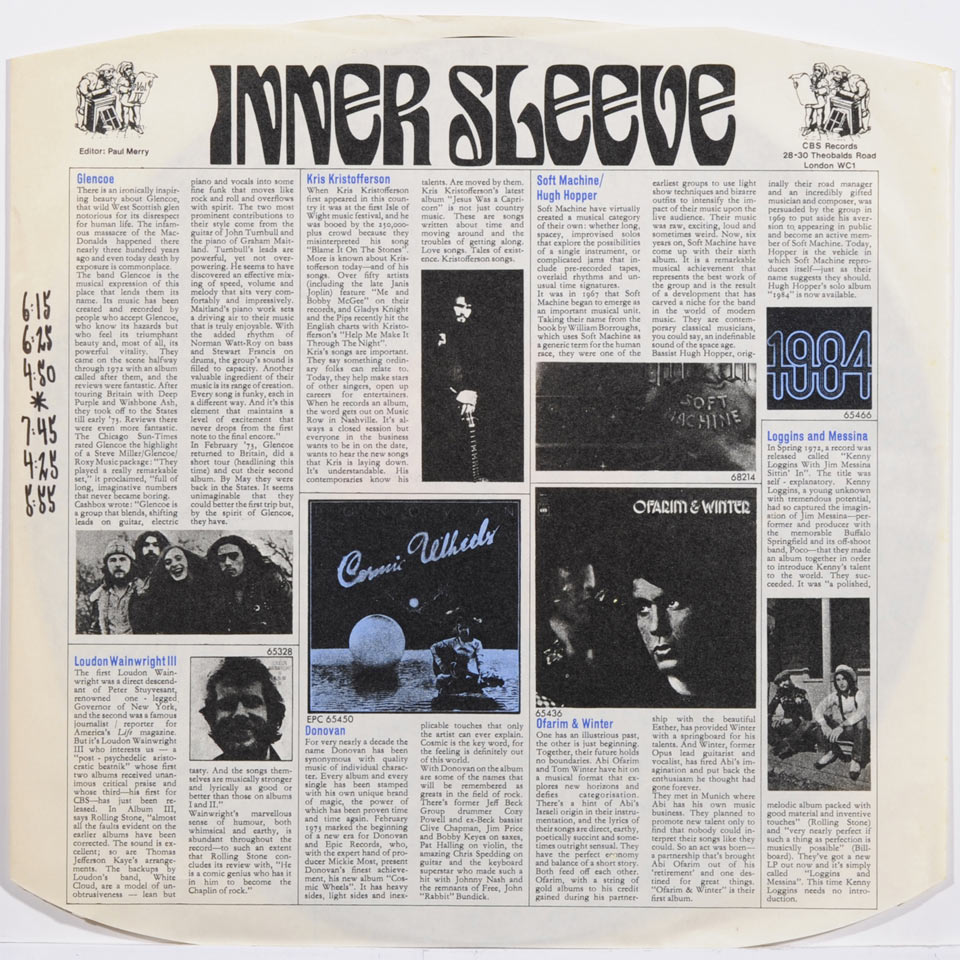 INNER SLEEVE
Vol
IV
Editor: Paul Merry
CBS Records
28-30 Theobalds Road
London WC1
6·15
6·25
4·80
*
7·45
4·25
8·85
Glencoe
There is an ironically inspir-
ing beauty about Glencoe,
that wild West Scottish glen
notorious for its disrespect
for human life. The infam-
ous massacre of the Mac-
Donalds happened there
nearly three hundred years
ago and even today death by
exposure is commonplace.
The band Glencoe is the
musical expression of this
place that lends them its
name. Its music has been
created and recorded by
people who accept Glencoe,
who know its hazards but
who feel its triumphant
beauty and, most of all, its
powerful vitality. They
came on the scene halfway
through 1972 with an album
called after them, and the
reviews were fantastic. After
touring Britain with Deep
Purple and Wishbone Ash,
they took off to the States
till early '73. Reviews there
were even more fantastic.
The Chicago Sun-Times
rated Glencoe the highlight
of a Steve Miller/Glencoe/
Roxy Music package: "They
played a really remarkable
set," it proclaimed, "full of
long, imaginative numbers
that never became boring.
Cashbox wrote: "Glencoe is
a group that blends, shifting
leads on guitar, electric
piano and vocals into some
fine funk that moves like
rock and roll and overflows
with spirit. The two most
prominent contributions to
their style come from the
guitar of John Turnbull and
the piano of Graham Mait-
land. Turnbull's leads are
powerful, yet not over-
powering. He seems to have
discovered an effective mix-
ing of speed, volume and
melody that sits very com-
fortably and impressively.
Maitland's piano work sets
a driving air to their music
that is truly enjoyable. With
the added rhythm of
Norman Watt-Roy on bass
and Stewart Francis on
drums, the group's sound is
filled to capacity. Another
valuable ingredient of their
music is its range of creation.
Every song is funky, each in
a different way. And it's this
element that maintains a
level of excitement that
never drops from the first
note to the final encore."
In February '73, Glencoe
returned to Britain, did a
short tour (headlining this
time) and cut their second
album. By May they were
back in the States. It seems
unimaginable that they
could better the first trip but,
by the spirit of Glencoe,
they have.
Loudon Wainwright III
65328
The first Loudon Wain-
wright was a direct descend-
ant of Peter Stuyvesant,
renowned one - legged
Governor of New York,
and the second was a famous
journalist / reporter for
America's Life magazine.
But it's Loudon Wainwright
III who interests us — a
"post - psychedelic aristo-
cratic beatnik" whose first
two albums received unan-
imous critical praise and
whose third—his first for
CBS—has just been re-
leased. In Album III,
says Rolling Stone, "almost
all the faults evident on the
earlier albums have been
corrected. The sound is ex-
cellent; so are Thomas
Jefferson Kaye's arrange-
ments. The backups by
Loudon's band, White
Cloud, are a model of un-
obtrusiveness — lean but
tasty. And the songs them-
selves are musically stronger
and lyrically as good or
better than those on albums
I and II."
Wainwright's marvellous
sense of humour, both
whimsical and earthy, is
abundant throughout the
record—to such an extent
that Rolling Stone con-
cludes its review with, "He
is a comic genius who has it
in him to become the
Chaplin of rock."
Kris Kristofferson
When Kris Kristofferson
first appeared in this coun-
try it was at the first Isle of
Wight music festival, and he
was booed by the 250,000-
plus crowd because they
misinterpreted his song
"Blame It On The Stones".
More is known about Kris-
tofferson today—and of his
songs. Over fifty artists
(including the late Janis
Joplin) feature "Me and
Bobby McGee" on their
records, and Gladys Knight
and the Pips recently hit the
English charts with Kristo-
fferson's "Help Me Make It
Through The Night".
Kris's songs are important.
They say something ordin-
ary folks can relate to.
Today, they help make stars
of other singers, open up
careers for entertainers.
When he records an album,
the word gets out on Music
Row in Nashville. It's al-
ways a closed session but
everyone in the business
wants to be in on the date,
wants to hear the new songs
that Kris is laying down.
It's understandable. His
contemporaries know his
talents. Are moved by them.
Kris Kristofferson's latest
album "Jesus Was a Capri-
corn" is not just country
music. These are songs
written about time and
moving around and the
troubles of getting along.
Love songs. Tales of exist-
ence. Kristofferson songs.
Cosmic Wheels
EPC 65450
Donovan
For very nearly a decade the
name Donovan has been
synonymous with quality
music of individual charac-
ter. Every album and every
single has been stamped
with his own unique brand
of magic, the power of
which has been proven time
and time again. February
1973 marked the beginning
of a new era for Donovan
and Epic Records, who,
with the expert hand of pro-
ducer Mickie Most, present
Donovan's finest achieve-
ment, his new album "Cos-
mic Wheels". It has heavy
sides, light sides and inex-
plicable touches that only
the artist can ever explain.
Cosmic is the key word, for
the feeling is definitely out
of this world.
With Donovan on the album
are some of the names that
will be remembered as
greats in the field of rock.
There's former Jeff Beck
Group drummer Cozy
Powell and ex-Beck bassist
Clive Chapman, Jim Price
and Bobby Keyes on saxes,
Pat Halling on violin, the
amazing Chris Spedding on
guitar and the keyboard
superstar who made such a
hit with Johnny Nash and
the remnants of Free, John
"Rabbit" Bundick.
Soft Machine/
Hugh Hopper
Soft Machine have virtually
created a musical category
of their own: whether long,
spacey, improvised solos
that explore the possibilities
of a single instrument, or
complicated jams that in-
clude pre-recorded tapes,
overlaid rhythms and un-
usual time signatures.
It was in 1967 that Soft
Machine began to emerge as
an important musical unit.
Taking their name from the
book by William Borroughs,
which uses Soft Machine as
a generic term for the human
race, they were one of the
earliest groups to use light
show techniques and bizarre
outfits to intensify the im-
pact of their music upon the
live audience. Their music
was raw, exciting, loud and
sometimes weird. Now, six
years on, Soft Machine have
come up with their sixth
album. It is a remarkable
musical achievement that
represents the best work of
the group and is the result
of a development that has
carved a niche for the band
in the world of modern
music. They are contem-
porary classical musicians,
you could say, an indefinable
sound of the space age.
Bassist Hugh Hopper, orig-
inally their road manager
and an incredibly gifted
musician and composer, was
persuaded by the group in
1969 to put aside his aver-
sion to appearing in public
and become an active mem-
ber of Soft Machine. Today,
Hopper is the vehicle in
which Soft Machine repro-
duces itself—just as their
name suggests they should.
Hugh Hopper's solo album
"1984" is now available.
SOFT
MACHINE
68214
1984
65466
OFARIM & WINTER
65436
Ofarim & Winter
One has an illustrious past,
the other is just beginning.
Together, their future holds
no boundaries. Abi Ofarim
and Tom Winter have hit on
a musical format that ex-
plores new horizons and
defies categorisation.
There's a hint of Abi's
Israeli origin in their instru-
mentation, and the lyrics of
their songs are direct, earthy,
poetically succint and some-
times outright sensual. They
have the perfect economy
and balance of a short story.
Both feed off each other.
Ofarim, with a string of
gold albums to his credit
gained during his partner-
ship with the beautiful
Esther, has provided Winter
with a springboard for his
talents. And Winter, former
Opus lead guitarist and
vocalist, has fired Abi's im-
agination and put back the
enthusiasm he thought had
gone forever.
They met in Munich where
Abi has his own music
business. They planned to
promote new talent only to
find that nobody could in-
terpret their songs like they
could. So an act was born—
a partnership that's brought
Abi Ofarim out of his
'retirement' and one des-
tined for great things.
"Ofarim & Winter" is their
first album.
Loggins and Messina
In Spring 1972, a record was
released called "Kenny
Loggins With Jim Messina
Sittin' In". The title was
self - explanatory. Kenny
Loggins, a young unknown
with tremendous potential,
had so captured the imagin-
ation of Jim Messina—per-
former and producer with
the memorable Buffalo
Springfield and its off-shoot
band, Poco—that they made
an album together in order
to introduce Kenny's talent
to the world. They suc-
ceeded. It was "a polished,
melodic album packed with
good material and inventive
touches" (Rolling Stone)
and "very nearly perfect if
such a thing as perfection is
musically possible" (Bill-
board). They've got a new
LP out now and it's simply
called "Loggins and
Messina". This time Kenny
Loggins needs no intro-
duction.